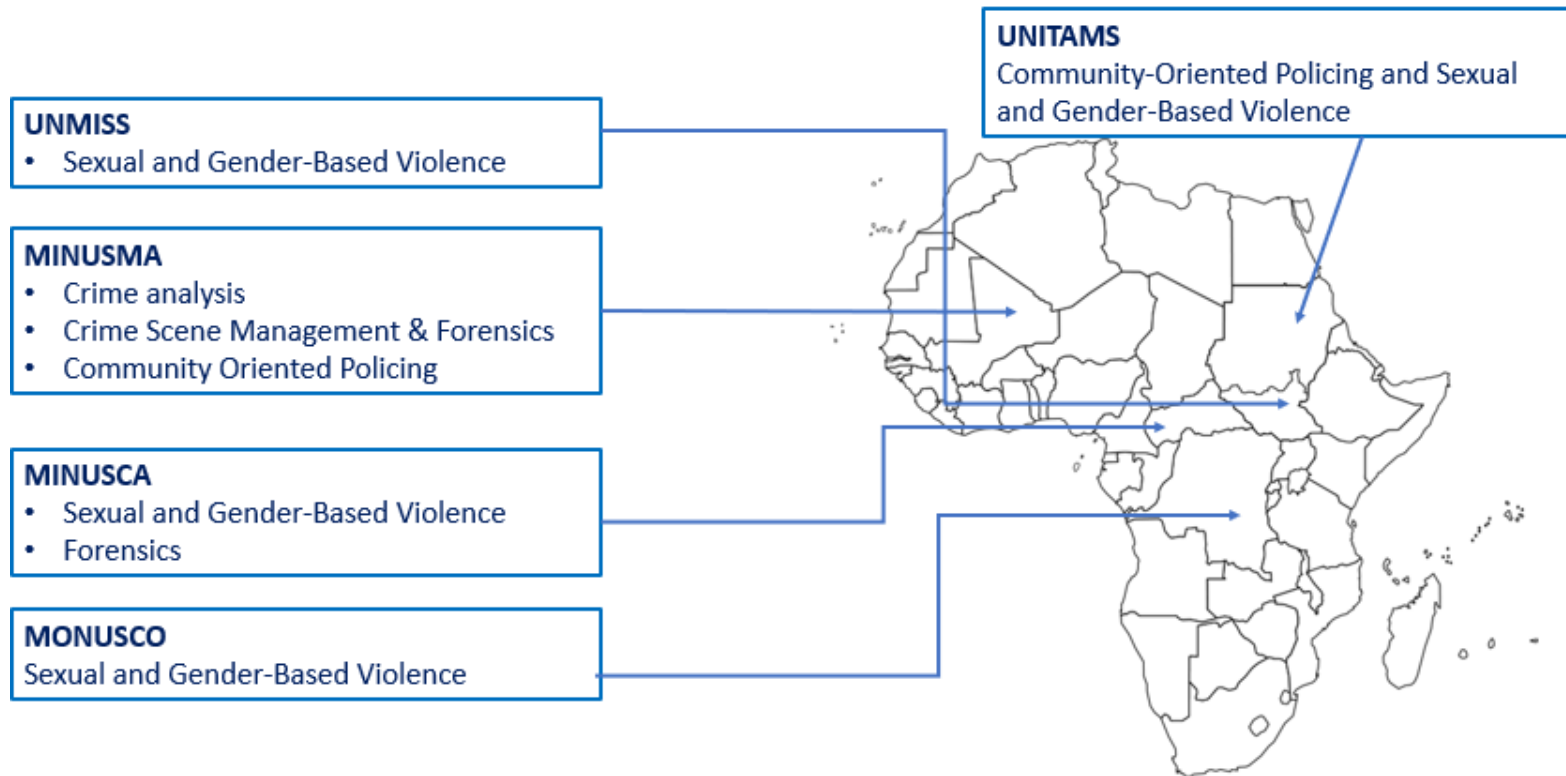 UNITAMS
Community-Oriented Policing and Sexual
and Gender-Based Violence
UNMISS
• Sexual and Gender-Based Violence
MINUSMA
• Crime analysis
• Crime Scene Management & Forensics
• Community Oriented Policing
MINUSCA
• Sexual and Gender-Based Violence
• Forensics
MONUSCO
Sexual and Gender-Based Violence